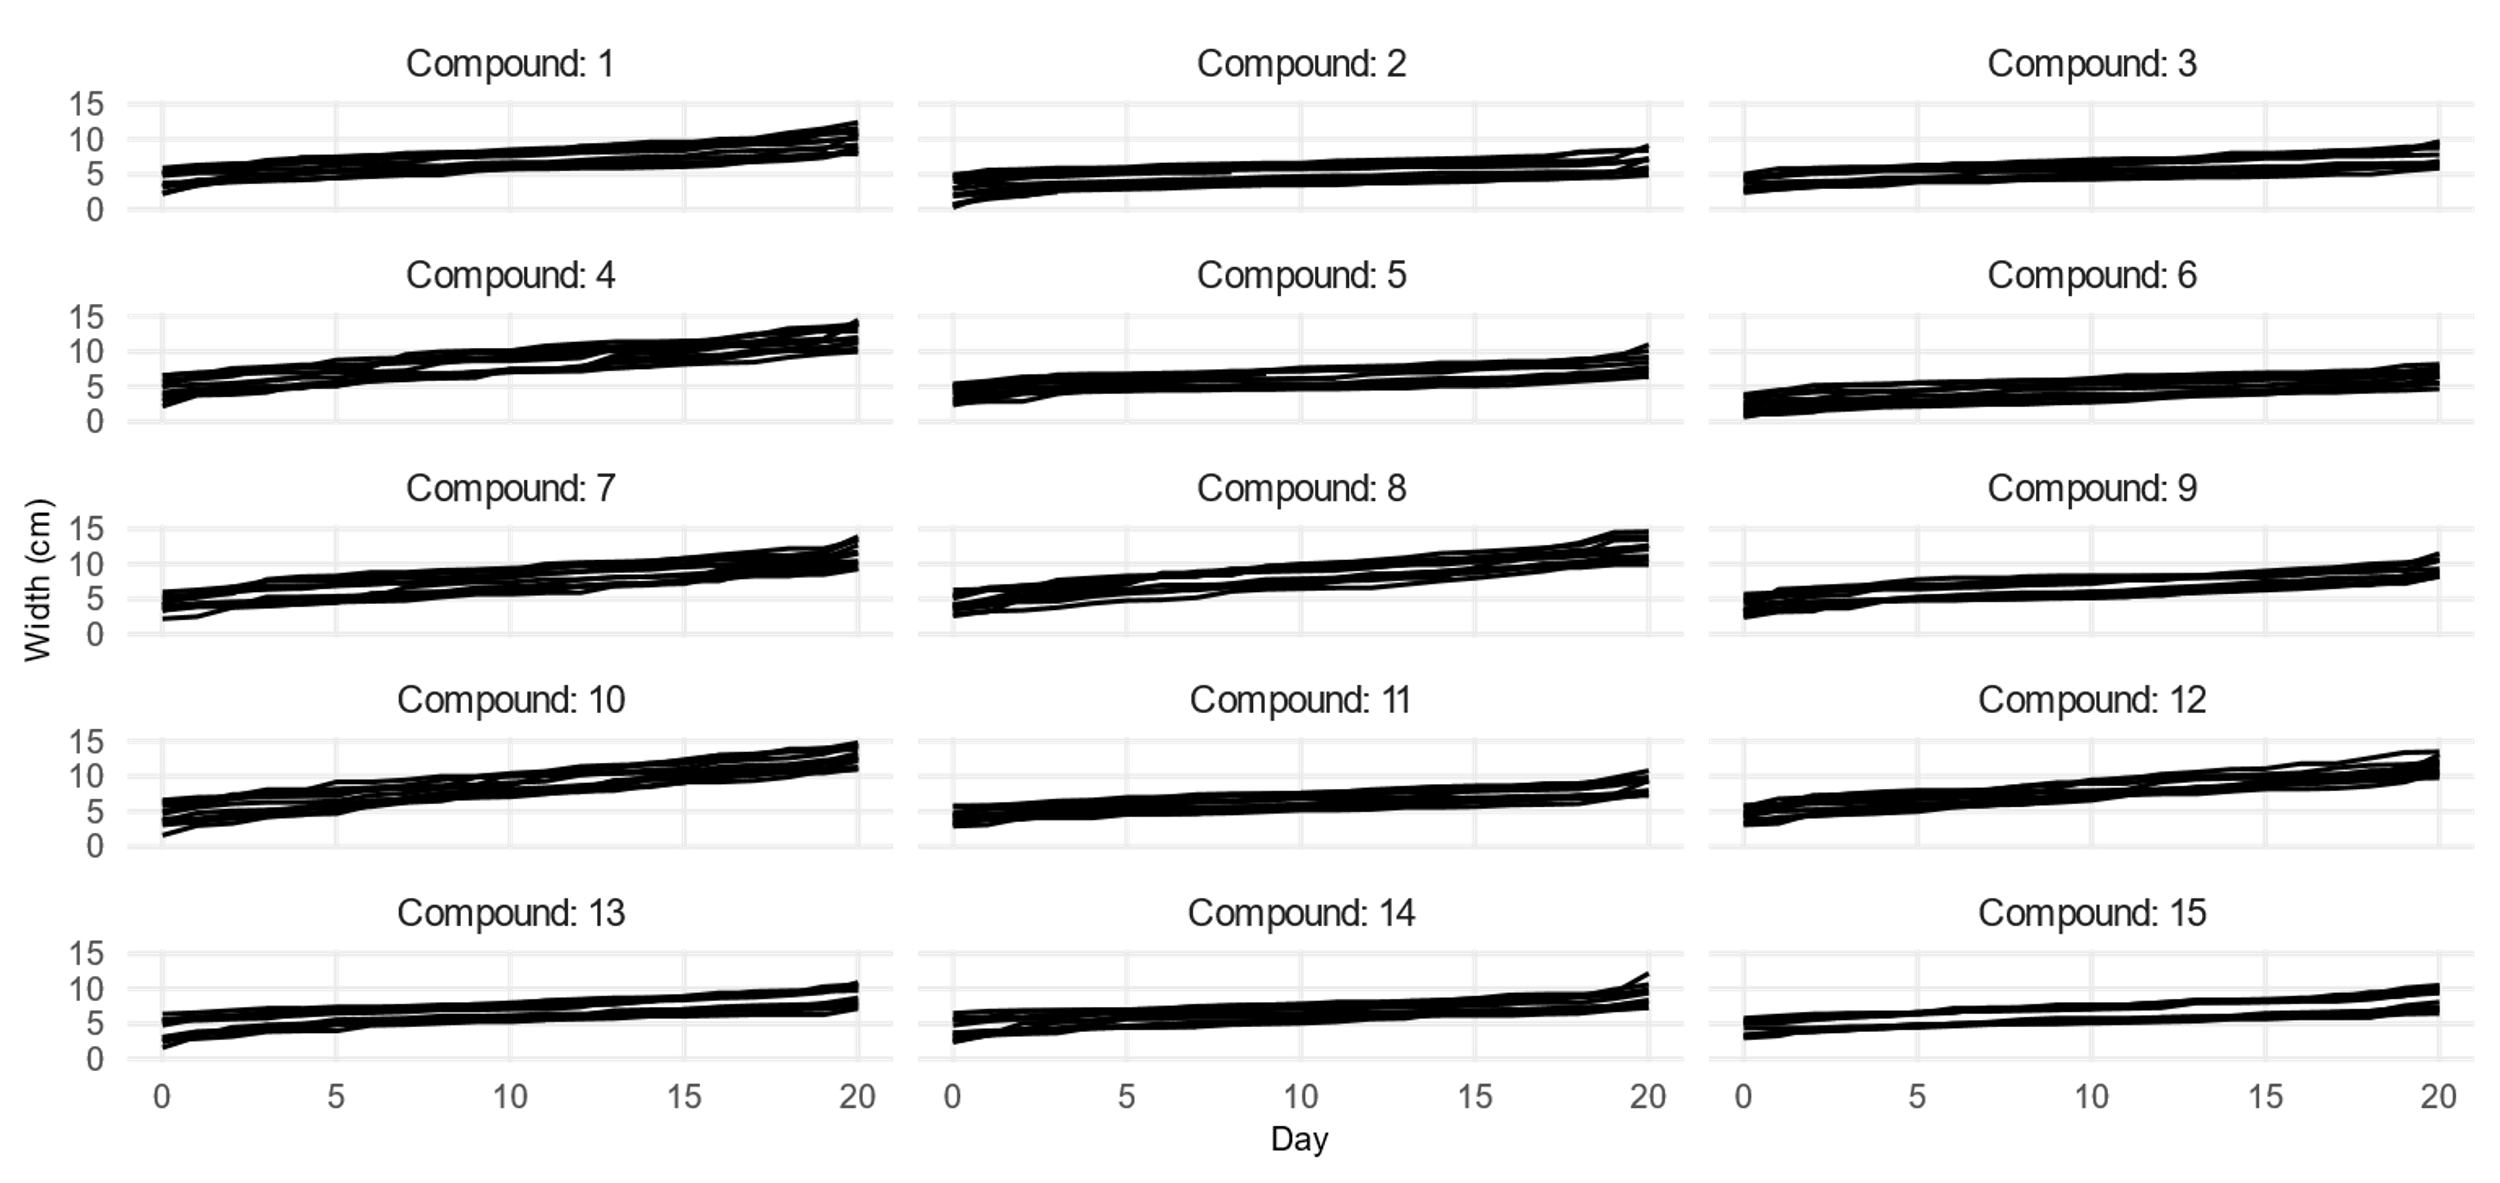 Compound: 1
Compound: 2
Compound: 3
15
10
5
0
Compound: 4
Compound: 5
Compound: 6
15
10
5
0
Compound: 7
Compound: 8
Compound: 9
15
10
5
0
Width (cm)
Compound: 10
Compound: 11
Compound: 12
15
10
5
0
Compound: 13
Compound: 14
Compound: 15
15
10
5
0
0 5 10 15 20
0 5 10 15 20
0 5 10 15 20
Day